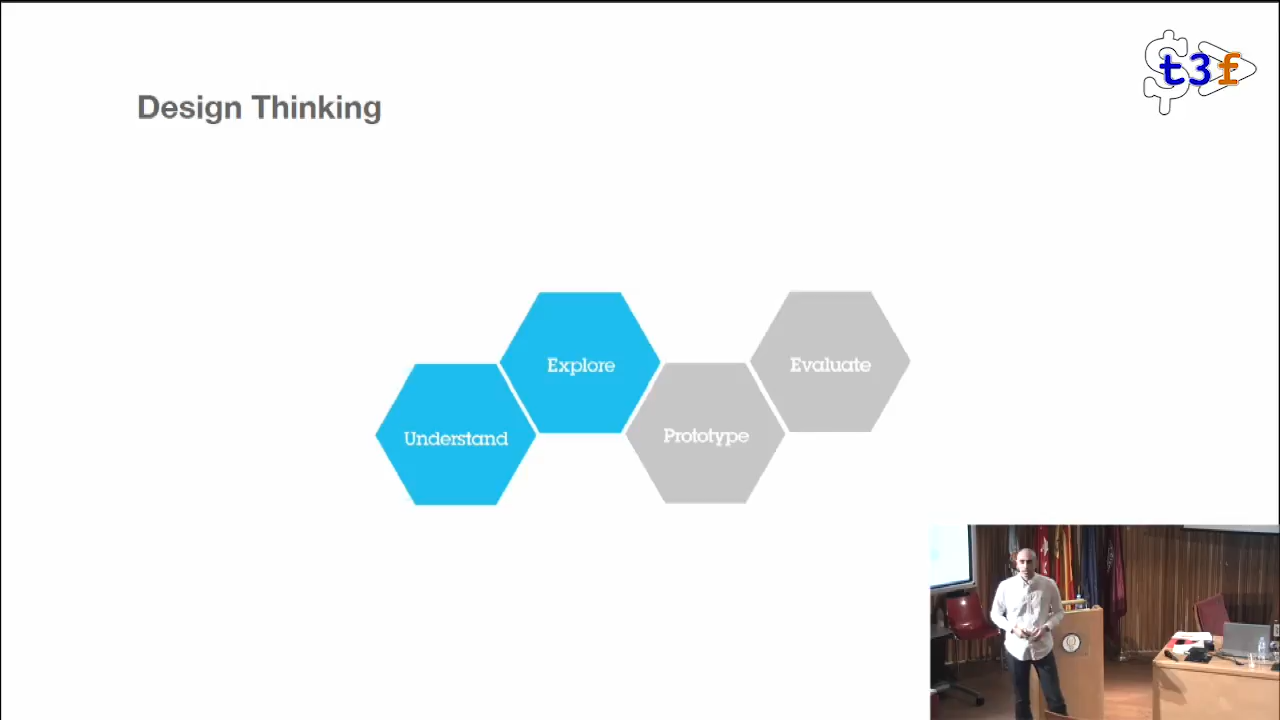 t3f
Design Thinking
Explore
Evaluate
Understand
Prototype